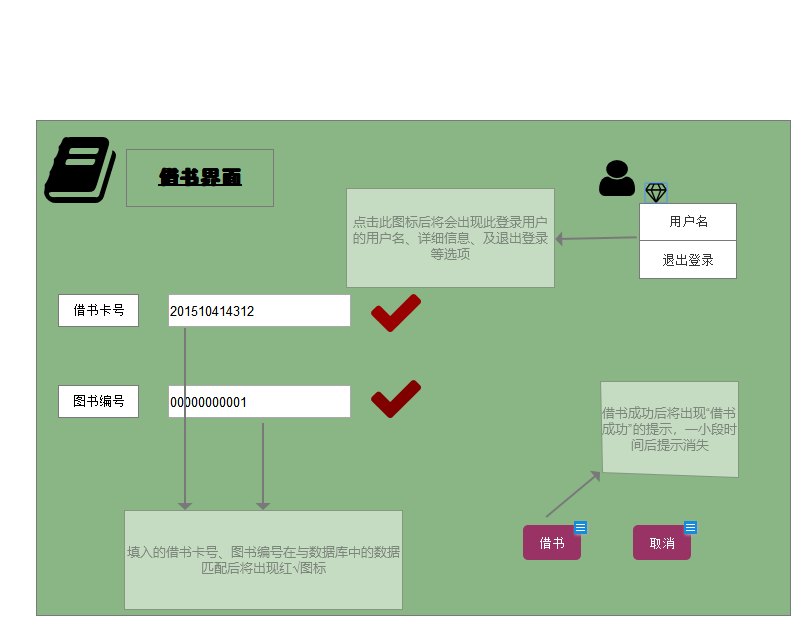 借书界面
点击此图标后将会出现此登录用户
的用户名、详细信息、及退出登录
等选项
用户名
退出登录
借书卡号
201510414312
图书编号
00000000001
借书成功后将出现“借书
成功”的提示，一小段时
间后提示消失
填入的借书卡号、图书编号在与数据库中的数据
匹配后将出现红√图标
借书
取消